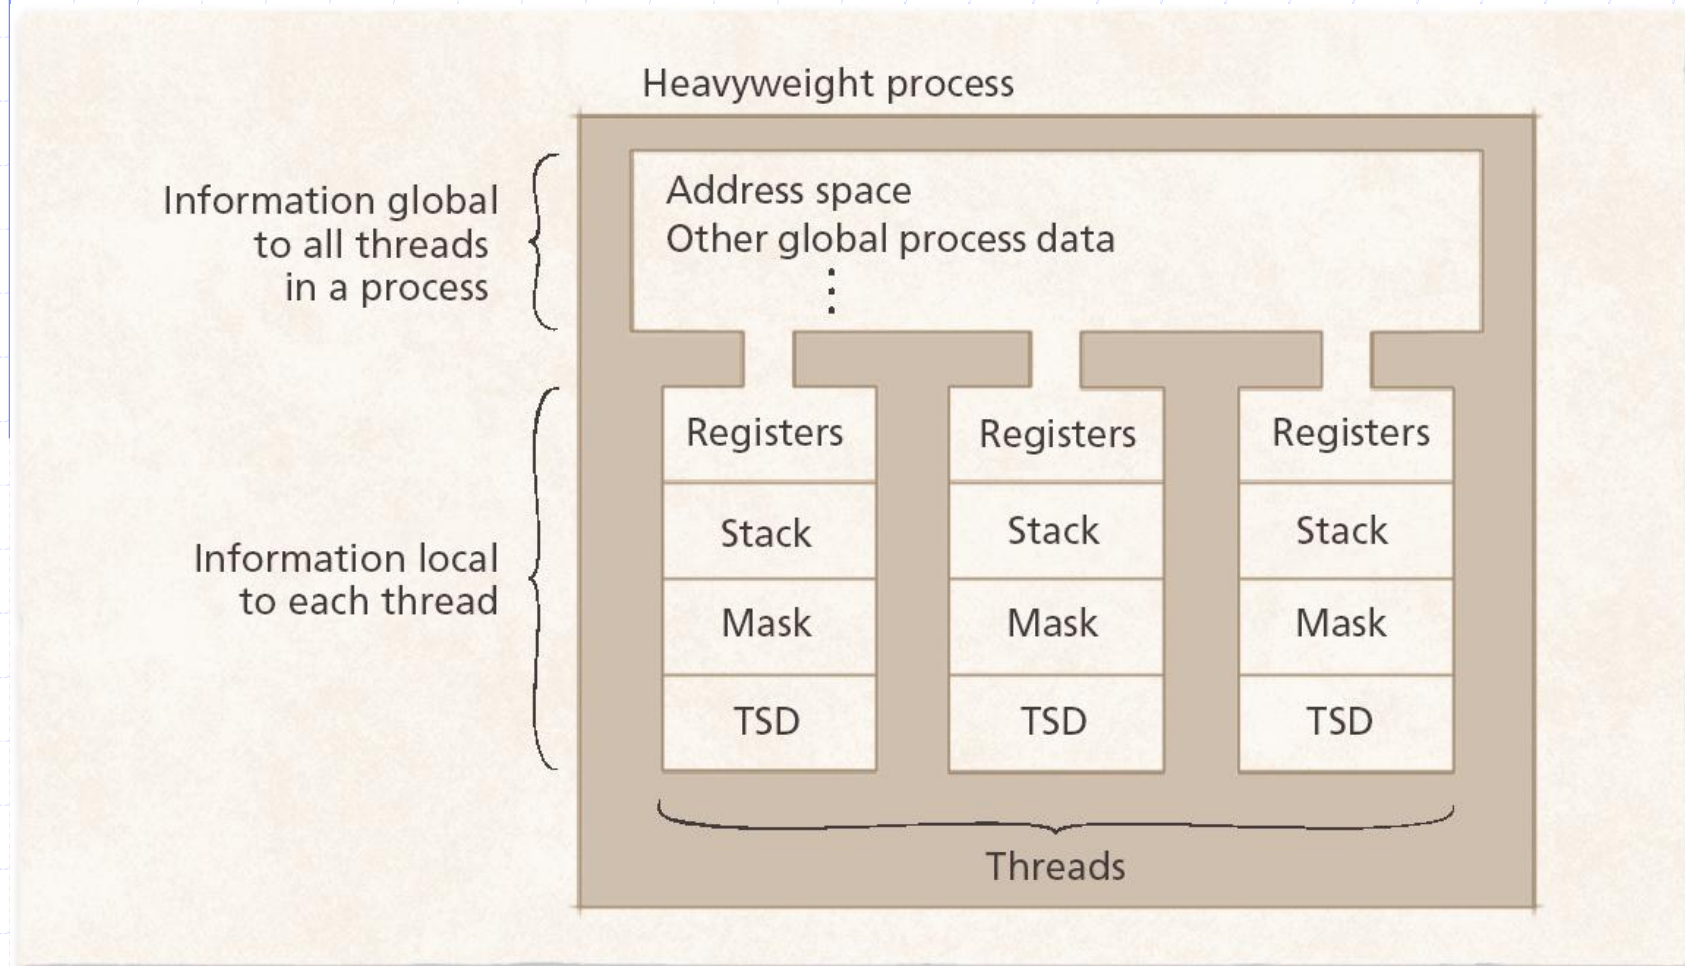 Heavyweight process
Information global
to all threads
in a process
Address space
Other global process data
Information local
to each thread
Registers
Stack
Mask
TSD
Registers
Stack
Mask
TSD
Registers
Stack
Mask
TSD
Threads